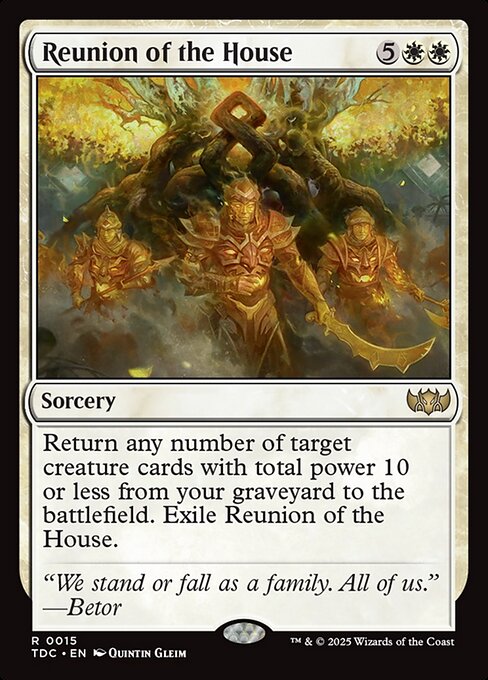 Reunion of the House 5
Sorcery
Return any number of target
creature cards with total power 10
or less from your graveyard to the
battlefield. Exile Reunion of the
House.
“We stand or fall as a family. All of us.”
—Betor
R 0015
TDC • EN Quintin Gleim
™ & © 2025 Wizards of the Coast